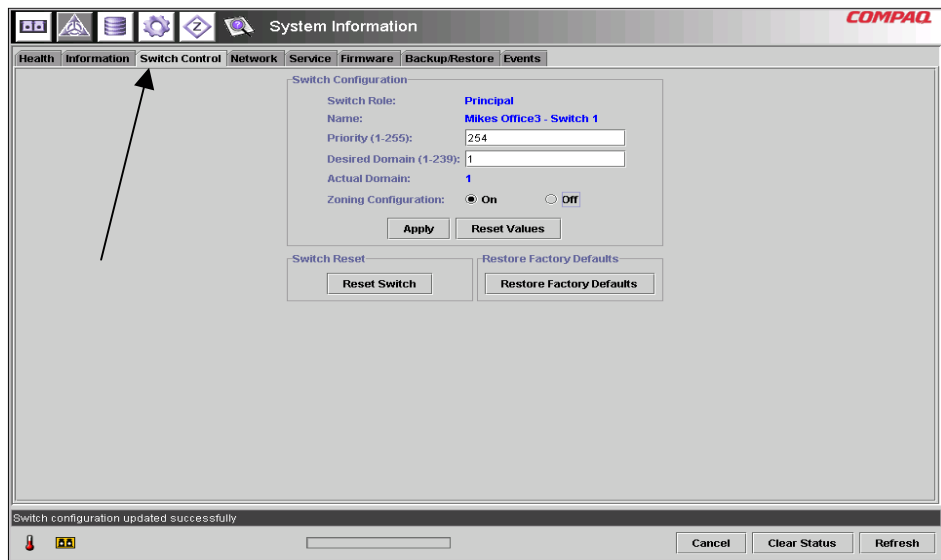 System Information
COMPAQ
Health Information Switch Control Network Service Firmware Backup/Restore Events
Switch Configuration
Switch Role: Principal
Name: Mikes Office3 - Switch 1
Priority (1-255): 254
Desired Domain (1-239): 1
Actual Domain: 1
Zoning Configuration: On Off
Apply Reset Values
Switch Reset Restore Factory Defaults
Reset Switch Restore Factory Defaults
Switch configuration updated successfully
Cancel Clear Status Refresh